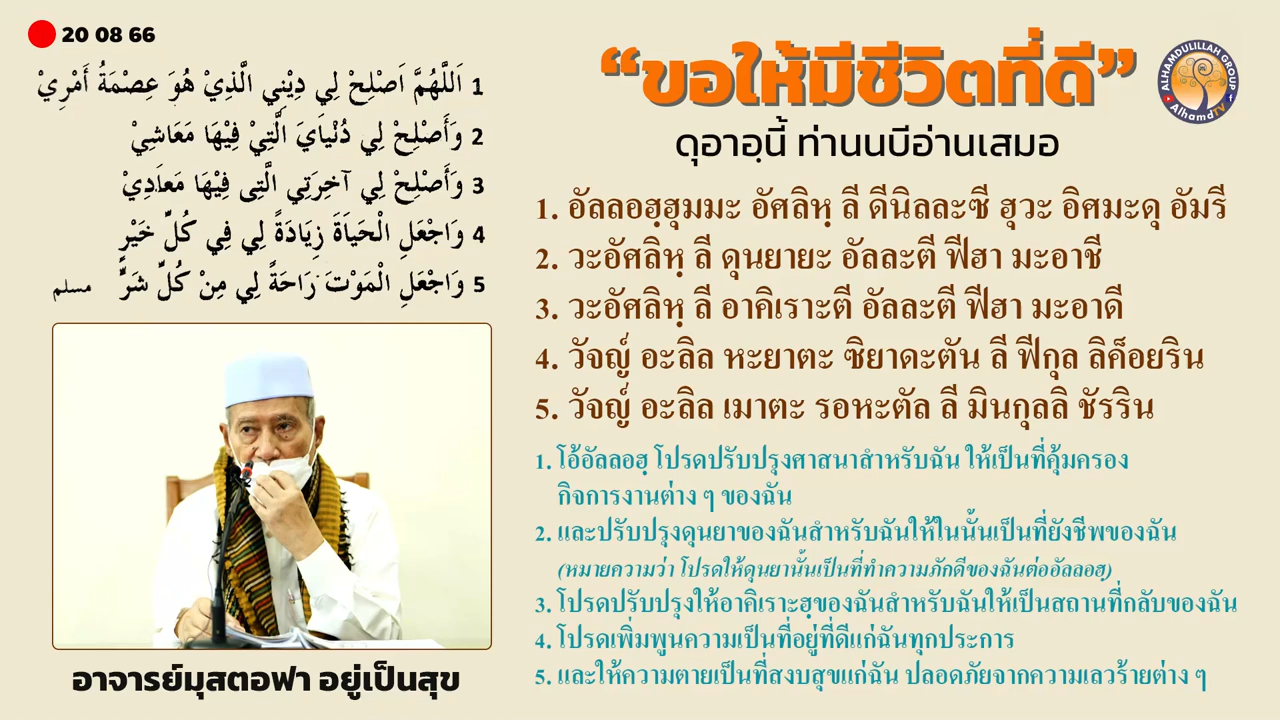 20 08 66
اَللَّهُمَّ اَصْلِحْ لِي دِيْنِي الَّذِيْ هُوَ عِصْمَةُ أَمْرِيْ 1
وَأَصْلِحْ لِي دُنْيَايَ الَّتِيْ فِيْهَا مَعَاشِيْ 2
وَأَصْلِحْ لِي آخِرَتِي الَّتِى فِيْهَا مَعَادِيْ 3
وَاجْعَلِ الْحَيَاةَ زِيَادَةً لِي فِي كُلِّ خَيْرٍ 4
وَاجْعَلِ الْمَوْتَ رَاحَةً لِي مِنْ كُلِّ شَرٍّ 5
مسلم
อาจารย์มุสตอฟา อยู่เป็นสุข
“ขอให้มีชีวิตที่ดี”
ALHAMDULILLAH GROUP
AlhamdTV
ดุอาอฺนี้ ท่านนบีอ่านเสมอ
1. อัลลอฮฺฮุมมะ อัศลิหฺ ลี ดีนิลละซี ฮุวะ อิศมะดุ อัมรี
2. วะอัศลิหฺ ลี ดุนยายะ อัลละตี ฟีฮา มะอาชี
3. วะอัศลิหฺ ลี อาคิเราะตี อัลละตี ฟีฮา มะอาดี
4. วัจญ์ อะลิล หะยาตะ ซิยาดะตัน ลี ฟีกุล ลิค็อยริน
5. วัจญ์ อะลิล เมาตะ รอหะตัล ลี มินกุลลิ ชัรริน
1. โอ้อัลลอฮฺ โปรดปรับปรุงศาสนาสำหรับฉัน ให้เป็นที่คุ้มครอง
กิจการงานต่าง ๆ ของฉัน
2. และปรับปรุงดุนยาของฉันสำหรับฉันให้ในนั้นเป็นที่ยังชีพของฉัน
(หมายความว่า โปรดให้ดุนยานั้นเป็นที่ทำความภักดีของฉันต่ออัลลอฮฺ)
3. โปรดปรับปรุงให้อาคิเราะฮฺของฉันสำหรับฉันให้เป็นสถานที่กลับของฉัน
4. โปรดเพิ่มพูนความเป็นที่อยู่ที่ดีแก่ฉันทุกประการ
5. และให้ความตายเป็นที่สงบสุขแก่ฉัน ปลอดภัยจากความเลวร้ายต่าง ๆ